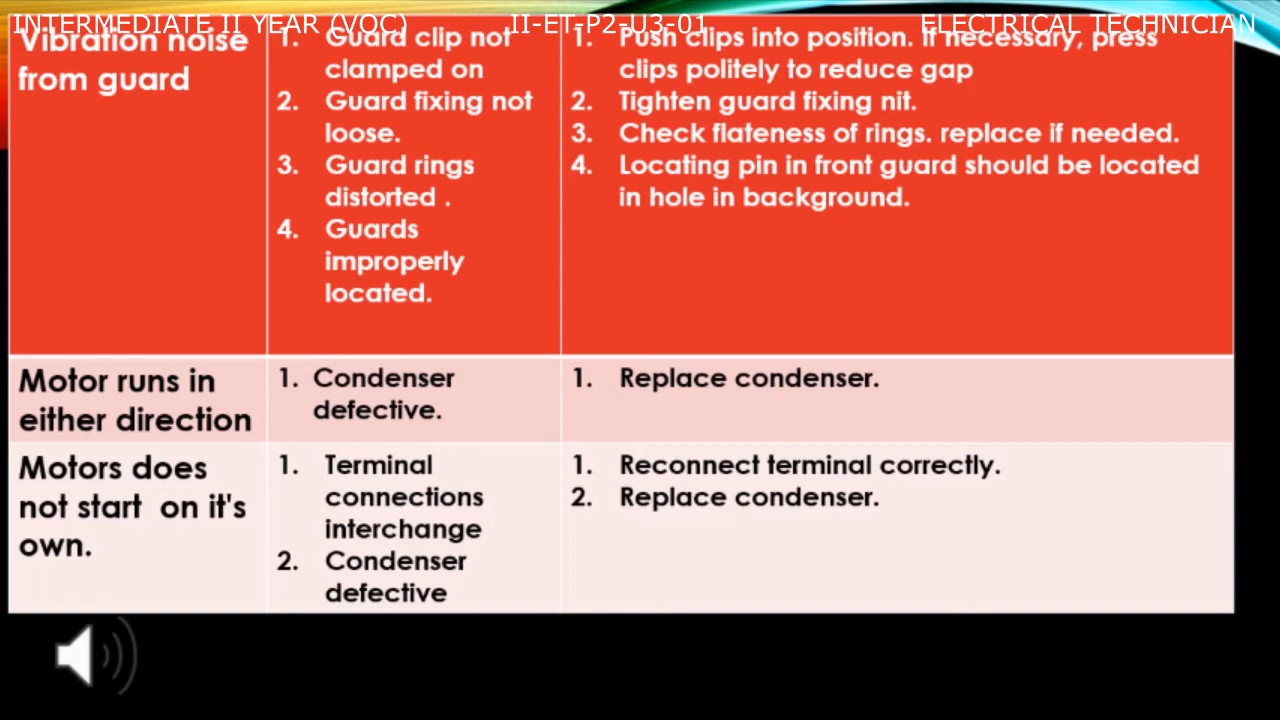 INTERMEDIATE II YEAR (VOC) II-ET-P2-U3-01 ELECTRICAL TECHNICIAN
Vibration noise
from guard
1. Guard clip not
clamped on
2. Guard fixing not
loose.
3. Guard rings
distorted .
4. Guards
improperly
located.
1. Push clips into position. If necessary, press
clips politely to reduce gap
2. Tighten guard fixing nit.
3. Check flateness of rings. replace if needed.
4. Locating pin in front guard should be located
in hole in background.
Motor runs in
either direction
1. Condenser
defective.
1. Replace condenser.
Motors does
not start on it's
own.
1. Terminal
connections
interchange
2. Condenser
defective
1. Reconnect terminal correctly.
2. Replace condenser.